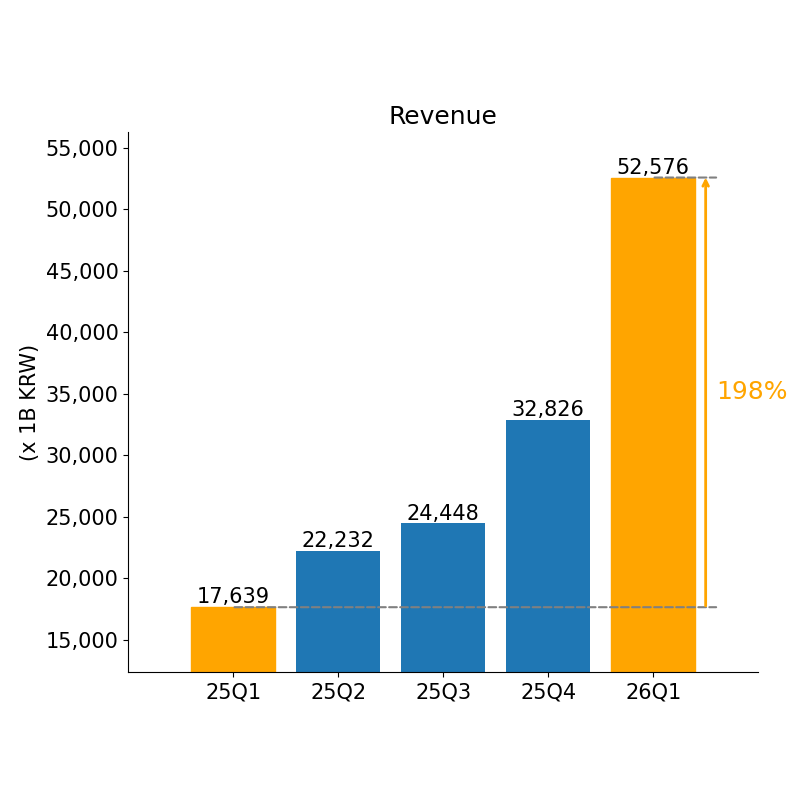 Revenue
(x 1B KRW)
55,000
50,000
45,000
40,000
35,000
30,000
25,000
20,000
15,000
17,639
22,232
24,448
32,826
52,576
198%
25Q1
25Q2
25Q3
25Q4
26Q1